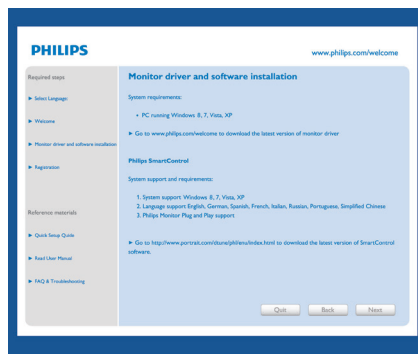 PHILIPS
www.philips.com/welcome
Required steps
► Select Language:
► Welcome
► Monitor driver and software installation
► Registration
Reference materials
► Quick Setup Guide
► Read User Manual
► FAQ & Troubleshooting
Monitor driver and software installation
System requirements:
• PC running Windows 8, 7, Vista, XP
► Go to www.philips.com/welcome to download the latest version of monitor driver
Philips SmartControl
System support and requirements:
1. System support Windows 8, 7, Vista, XP
2. Language support English, German, Spanish, French, Italian, Russian, Portuguese, Simplified Chinese
3. Philips Monitor Plug and Play support
► Go to http://www.portrait.com/dtune/phl/enu/index.html to download the latest version of SmartControl
software.
Quit
Back
Next